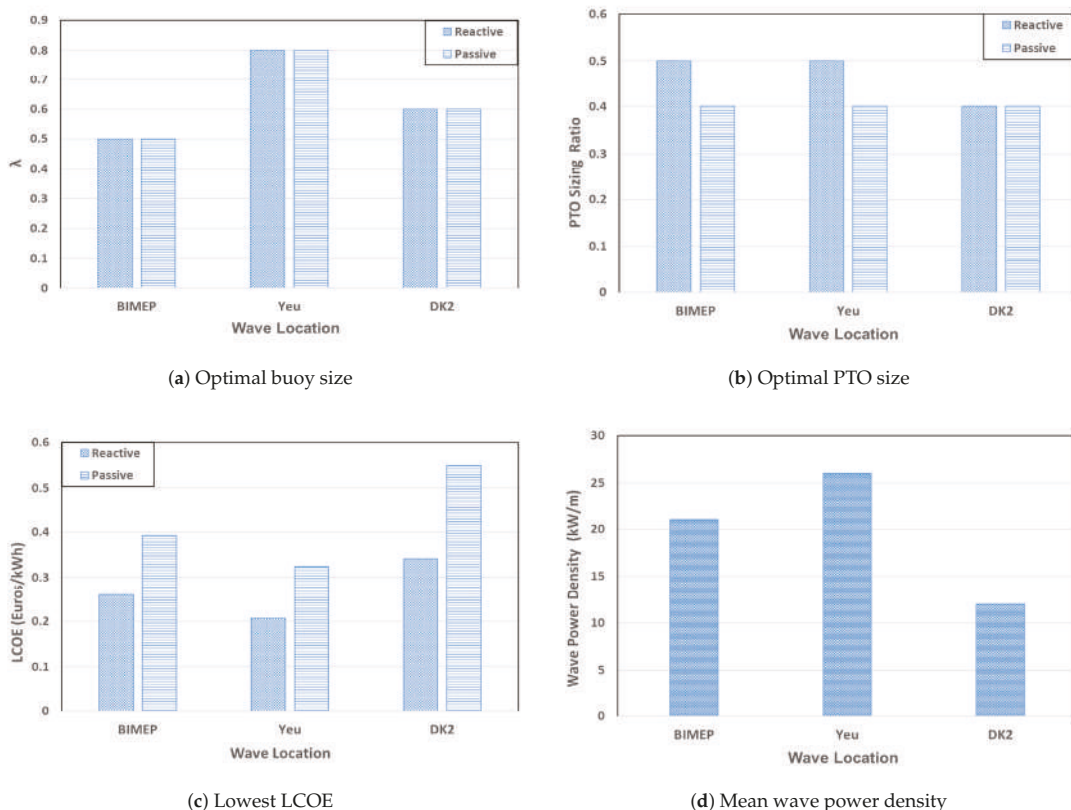 0.9
0.8
0.7
0.6
0.5
0.4
0.3
0.2
0.1
0
λ
Reactive
Passive
BIMEP Yeu DK2
Wave Location
(a) Optimal buoy size
0.6
0.5
0.4
0.3
0.2
0.1
0
PTO Sizing Ratio
Reactive
Passive
BIMEP Yeu DK2
Wave Location
(b) Optimal PTO size
0.6
0.5
0.4
0.3
0.2
0.1
0
LCOE (Euros/kWh)
Reactive
Passive
BIMEP Yeu DK2
Wave Location
(c) Lowest LCOE
30
25
20
15
10
5
0
Wave Power Density (kW/m)
BIMEP Yeu DK2
Wave Location
(d) Mean wave power density